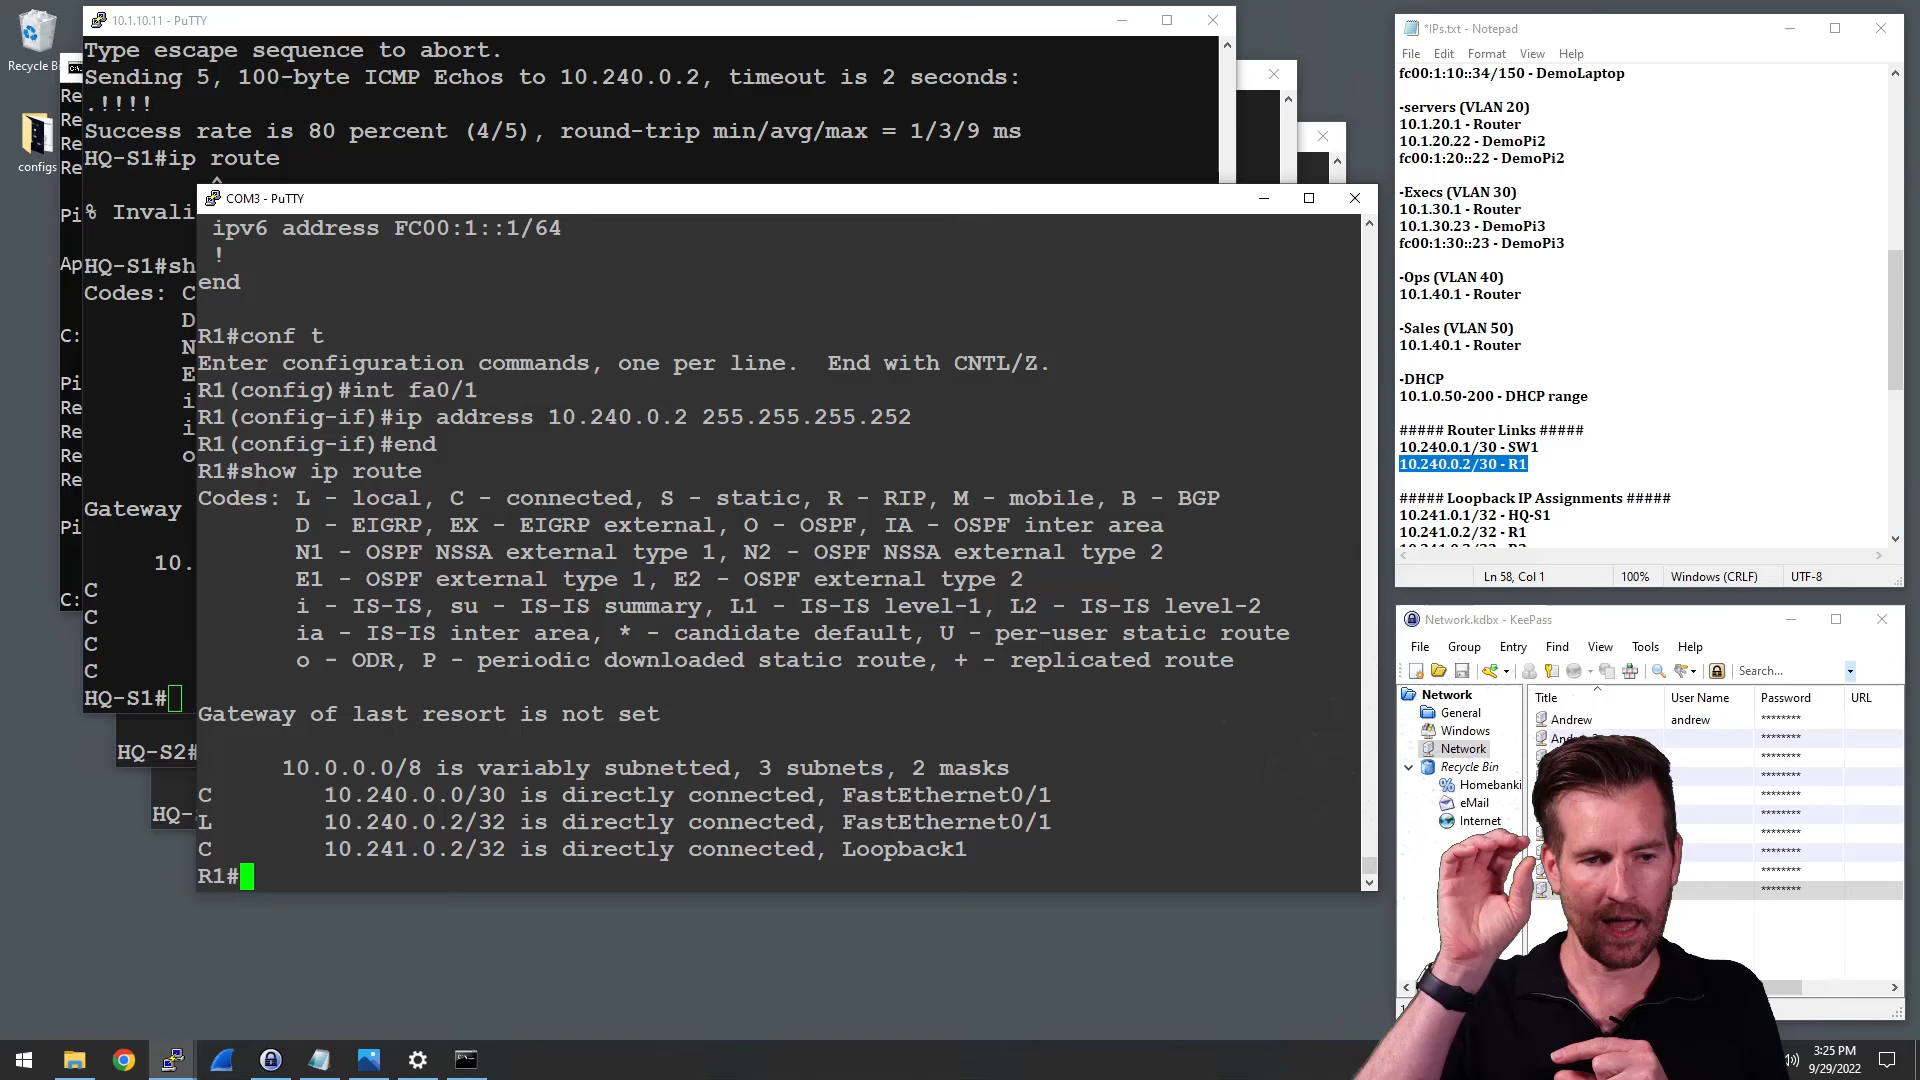 Recycle Bi
configs
10.1.10.11 - PuTTY
Type escape sequence to abort.
Sending 5, 100-byte ICMP Echos to 10.240.0.2, timeout is 2 seconds:
.!!!!
Success rate is 80 percent (4/5), round-trip min/avg/max = 1/3/9 ms
HQ-S1#ip route
^
% Invali
HQ-S1#sh
Codes: C
D
N
E
i
i
o
Gateway
10.
C
C
C
C
HQ-S1#
HQ-S2#
HQ-
Re
Re
Re
Re
Pi
Ap
C:
Pi
Re
Re
Re
Re
Pi
C:
COM3 - PuTTY
ipv6 address FC00:1::1/64
!
end
R1#conf t
Enter configuration commands, one per line.  End with CNTL/Z.
R1(config)#int fa0/1
R1(config-if)#ip address 10.240.0.2 255.255.255.252
R1(config-if)#end
R1#show ip route
Codes: L - local, C - connected, S - static, R - RIP, M - mobile, B - BGP
D - EIGRP, EX - EIGRP external, O - OSPF, IA - OSPF inter area
N1 - OSPF NSSA external type 1, N2 - OSPF NSSA external type 2
E1 - OSPF external type 1, E2 - OSPF external type 2
i - IS-IS, su - IS-IS summary, L1 - IS-IS level-1, L2 - IS-IS level-2
ia - IS-IS inter area, * - candidate default, U - per-user static route
o - ODR, P - periodic downloaded static route, + - replicated route
Gateway of last resort is not set
10.0.0.0/8 is variably subnetted, 3 subnets, 2 masks
C 10.240.0.0/30 is directly connected, FastEthernet0/1
L 10.240.0.2/32 is directly connected, FastEthernet0/1
C 10.241.0.2/32 is directly connected, Loopback1
R1#
*IPs.txt - Notepad
File Edit Format View Help
fc00:1:10::34/150 - DemoLaptop
-servers (VLAN 20)
10.1.20.1 - Router
10.1.20.22 - DemoPi2
fc00:1:20::22 - DemoPi2
-Execs (VLAN 30)
10.1.30.1 - Router
10.1.30.23 - DemoPi3
fc00:1:30::23 - DemoPi3
-Ops (VLAN 40)
10.1.40.1 - Router
-Sales (VLAN 50)
10.1.40.1 - Router
-DHCP
10.1.0.50-200 - DHCP range
##### Router Links #####
10.240.0.1/30 - SW1
10.240.0.2/30 - R1
##### Loopback IP Assignments #####
10.241.0.1/32 - HQ-S1
10.241.0.2/32 - R1
Ln 58, Col 1 100% Windows (CRLF) UTF-8
Network.kdbx - KeePass
File Group Entry Find View Tools Help
Search...
Network
General
Windows
Network
Recycle Bin
Homebanki
eMail
Internet
Title User Name Password URL
Andrew andrew ********
********
********
********
********
********
********
********
********
********
3:25 PM
9/29/2022